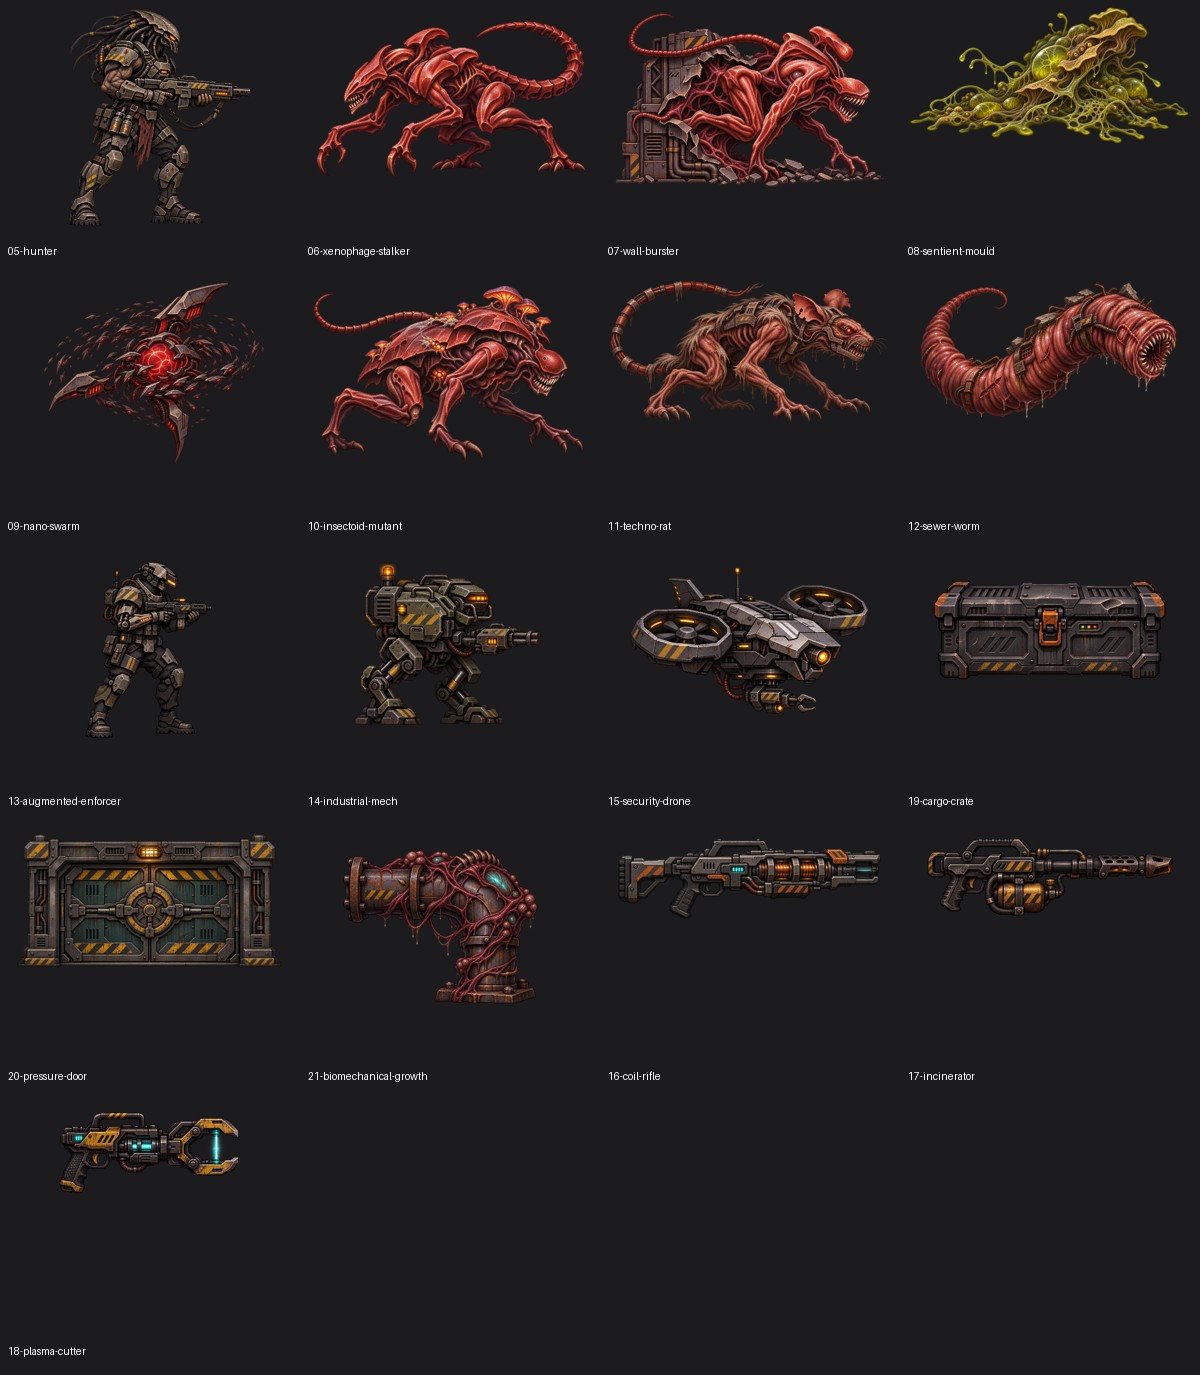 05-hunter
06-xenophage-stalker
07-wall-burster
08-sentient-mould
09-nano-swarm
10-insectoid-mutant
11-techno-rat
12-sewer-worm
13-augmented-enforcer
14-industrial-mech
15-security-drone
19-cargo-crate
20-pressure-door
21-biomechanical-growth
16-coil-rifle
17-incinerator
18-plasma-cutter